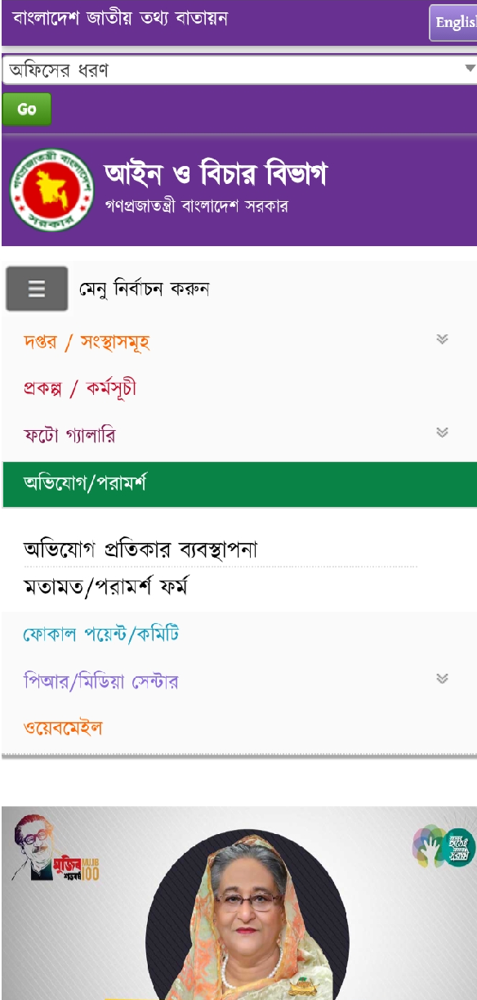 বাংলাদেশ জাতীয় তথ্য বাতায়ন
English
অফিসের ধরণ
Go
গণপ্রজাতন্ত্রী বাংলাদেশ
সরকার
আইন ও বিচার বিভাগ
গণপ্রজাতন্ত্রী বাংলাদেশ সরকার
মেনু নির্বাচন করুন
দপ্তর / সংস্থাসমূহ
প্রকল্প / কর্মসূচী
ফটো গ্যালারি
অভিযোগ/পরামর্শ
অভিযোগ প্রতিকার ব্যবস্থাপনা
মতামত/পরামর্শ ফর্ম
ফোকাল পয়েন্ট/কমিটি
পিআর/মিডিয়া সেন্টার
ওয়েবমেইল
মুজিব MUJIB
শতবর্ষ 100